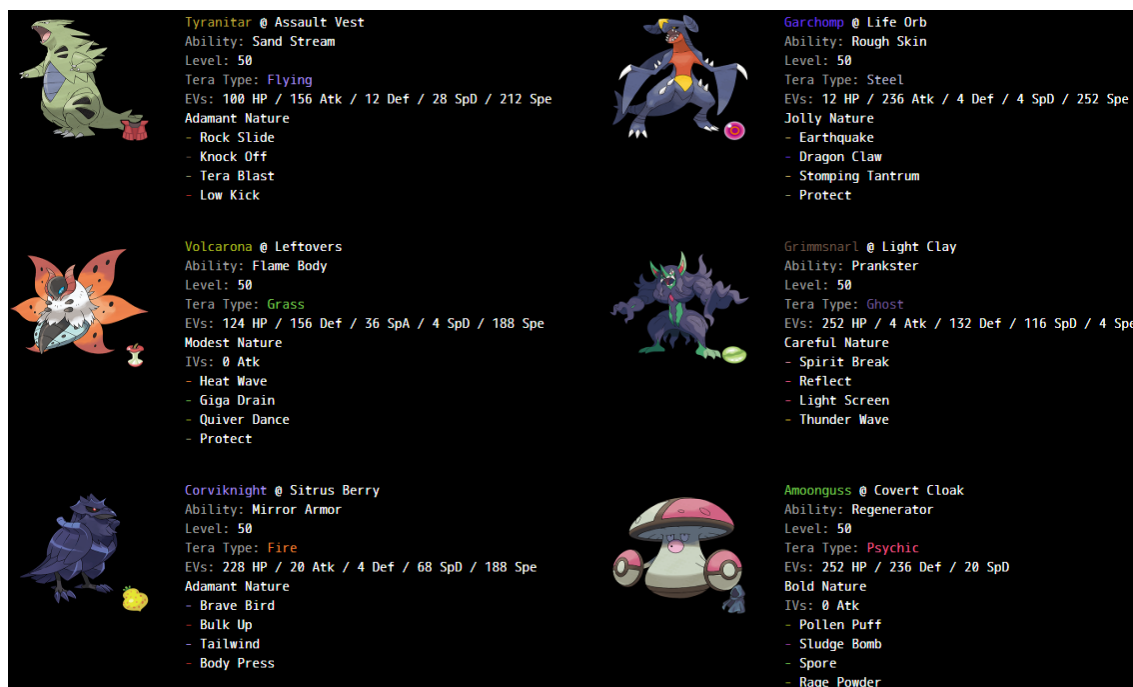 Tyranitar @ Assault Vest
Ability: Sand Stream
Level: 50
Tera Type: Flying
EVs: 100 HP / 156 Atk / 12 Def / 28 SpD / 212 Spe
Adamant Nature
- Rock Slide
- Knock Off
- Tera Blast
- Low Kick
Garchomp @ Life Orb
Ability: Rough Skin
Level: 50
Tera Type: Steel
EVs: 12 HP / 236 Atk / 4 Def / 4 SpD / 252 Spe
Jolly Nature
- Earthquake
- Dragon Claw
- Stomping Tantrum
- Protect
Volcarona @ Leftovers
Ability: Flame Body
Level: 50
Tera Type: Grass
EVs: 124 HP / 156 Def / 36 SpA / 4 SpD / 188 Spe
Modest Nature
IVs: 0 Atk
- Heat Wave
- Giga Drain
- Quiver Dance
- Protect
Grimmsnarl @ Light Clay
Ability: Prankster
Level: 50
Tera Type: Ghost
EVs: 252 HP / 4 Atk / 132 Def / 116 SpD / 4 Spe
Careful Nature
- Spirit Break
- Reflect
- Light Screen
- Thunder Wave
Corviknight @ Sitrus Berry
Ability: Mirror Armor
Level: 50
Tera Type: Fire
EVs: 228 HP / 20 Atk / 4 Def / 68 SpD / 188 Spe
Adamant Nature
- Brave Bird
- Bulk Up
- Tailwind
- Body Press
Amoonguss @ Covert Cloak
Ability: Regenerator
Level: 50
Tera Type: Psychic
EVs: 252 HP / 236 Def / 20 SpD
Bold Nature
IVs: 0 Atk
- Pollen Puff
- Sludge Bomb
- Spore
- Rage Powder